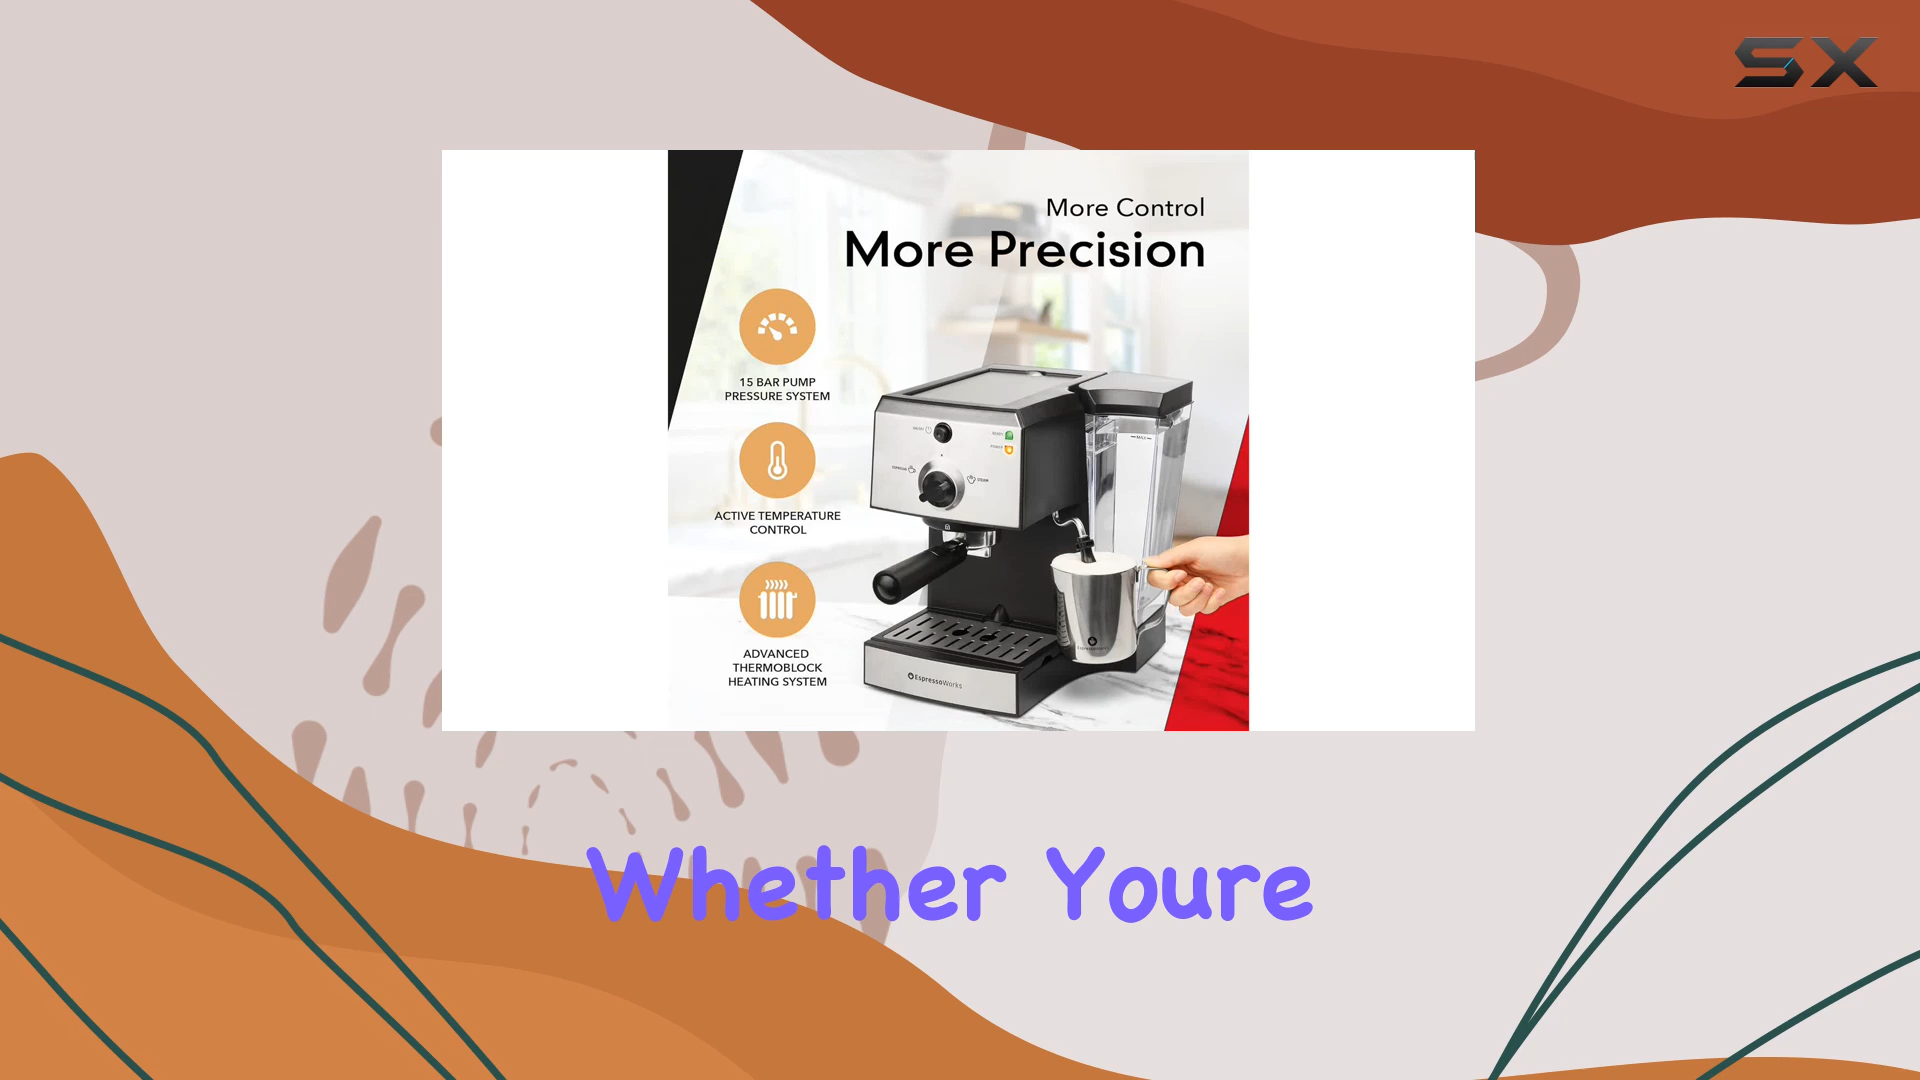 SX
More Control
More Precision
15 BAR PUMP
PRESSURE SYSTEM
ACTIVE TEMPERATURE
CONTROL
ADVANCED
THERMOBLOCK
HEATING SYSTEM
MAX
EspressoWorks
Whether Youre